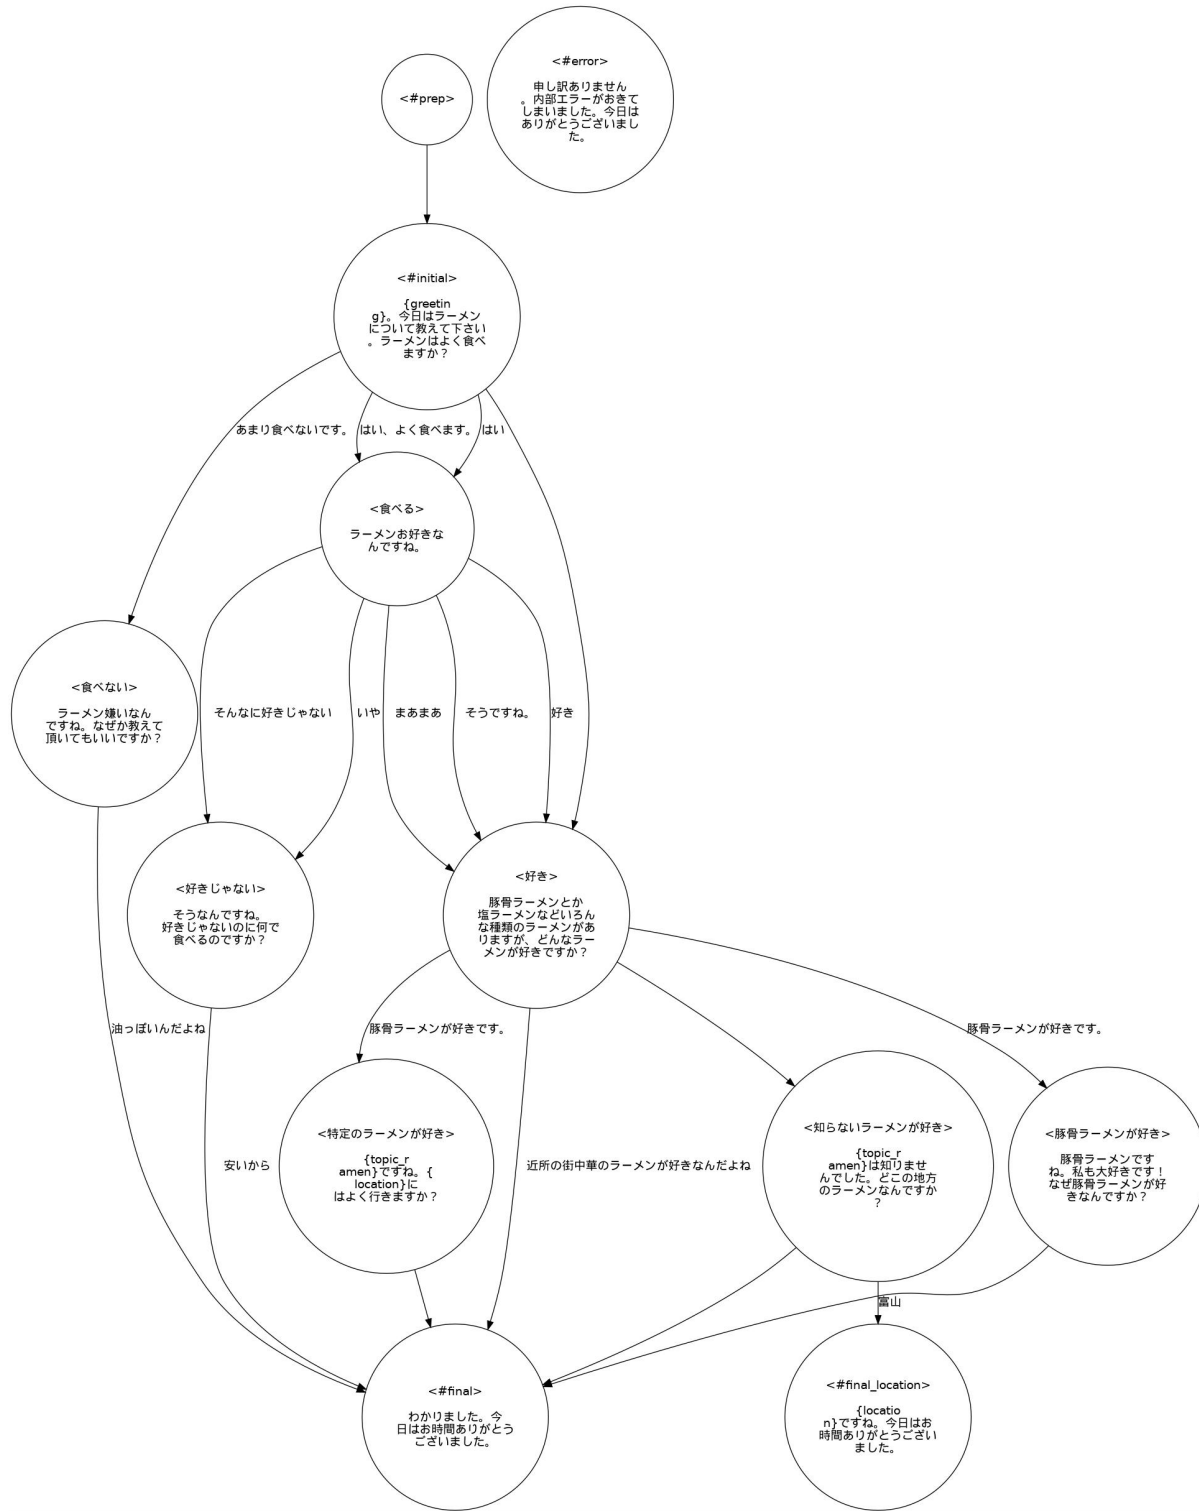 <#error>
申し訳ありません
。内部エラーがおきて
しまいました。今日は
ありがとうございまし
た。
<#prep>
<#initial>
{greetin
g}。今日はラーメン
について教えて下さい
。ラーメンはよく食べ
ますか？
あまり食べないです。
はい、よく食べます。
はい
<食べる>
ラーメンお好きな
んですね。
<食べない>
ラーメン嫌いなん
ですね。なぜか教えて
頂いてもいいですか？
そんなに好きじゃない
いや
まあまあ
そうですね。
好き
<好きじゃない>
そうなんですね。
好きじゃないのに何で
食べるのですか？
<好き>
豚骨ラーメンとか
塩ラーメンなどいろん
な種類のラーメンがあ
りますが、どんなラー
メンが好きですか？
油っぽいんだよね
豚骨ラーメンが好きです。
豚骨ラーメンが好きです。
<特定のラーメンが好き>
{topic_r
amen}ですね。{
location}に
はよく行きますか？
<知らないラーメンが好き>
{topic_r
amen}は知りませ
んでした。どこの地方
のラーメンなんですか
？
<豚骨ラーメンが好き>
豚骨ラーメンです
ね。私も大好きです！
なぜ豚骨ラーメンが好
きなんですか？
安いから
近所の街中華のラーメンが好きなんだよね
富山
<#final>
わかりました。今
日はお時間ありがとう
ございました。
<#final_location>
{locatio
n}ですね。今日はお
時間ありがとうござい
ました。